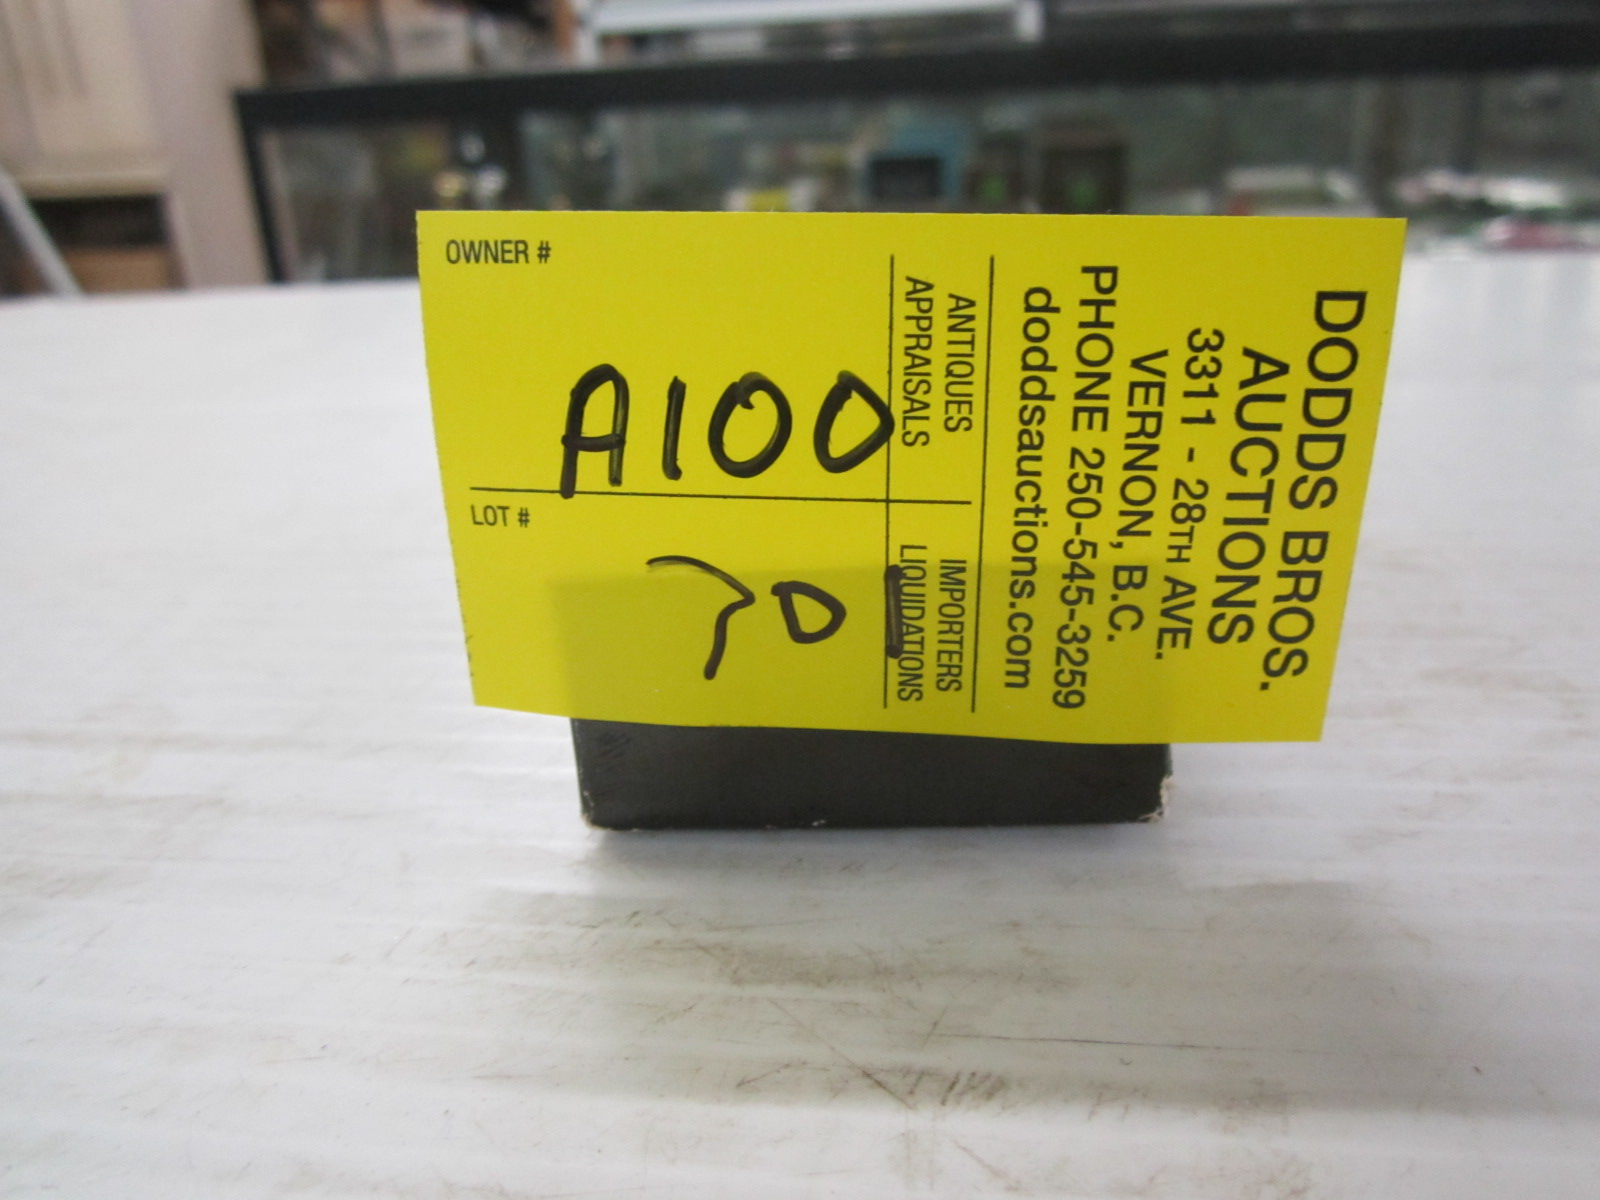 OWNER #
A100
LOT #
70
ANTIQUES
APPRAISALS
IMPORTERS
LIQUIDATIONS
DODDS BROS.
AUCTIONS
3311 - 28TH AVE.
VERNON, B.C.
PHONE 250-545-3259
doddsauctions.com